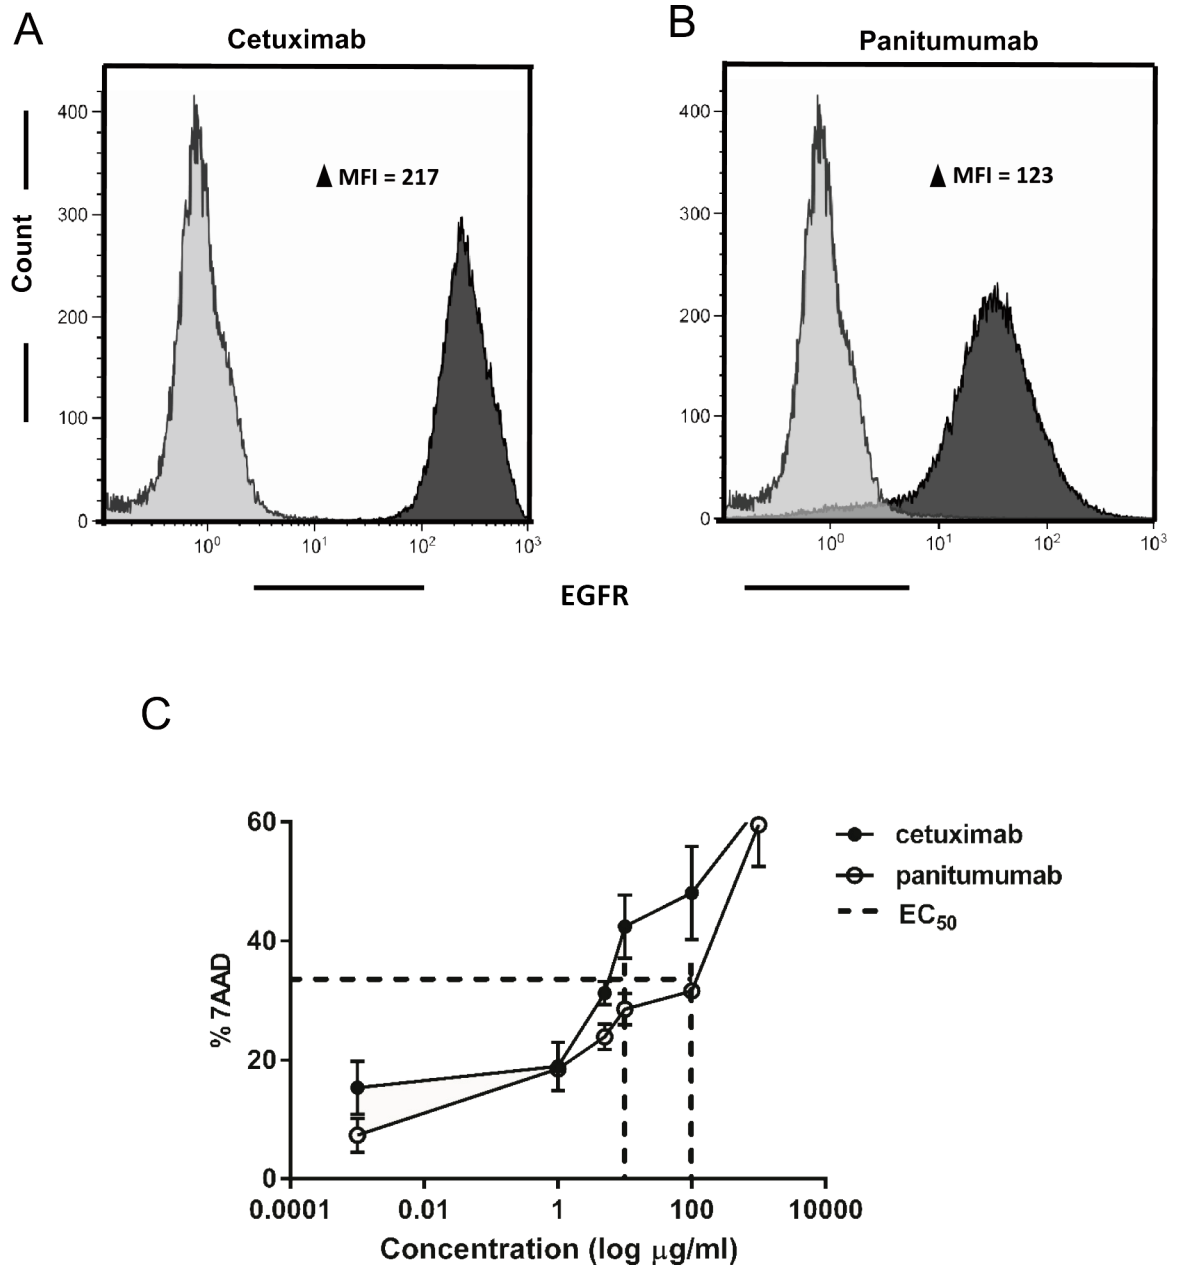 A
Cetuximab
B
Panitumumab
400
300
200
100
0
Count
▲ MFI = 217
10⁰
10¹
10²
10³
400
300
200
100
0
▲ MFI = 123
10⁰
10¹
10²
10³
EGFR
C
60
40
20
0
% 7AAD
0.0001
0.01
1
100
10000
Concentration (log μg/ml)
cetuximab
panitumumab
EC₅₀